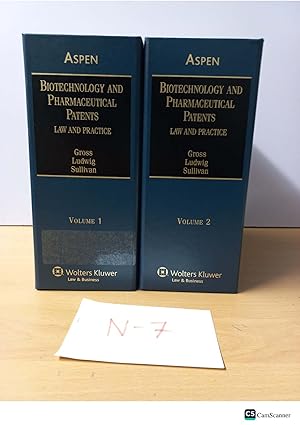 ASPEN
BIOTECHNOLOGY AND
PHARMACEUTICAL
PATENTS
LAW AND PRACTICE
Gross
Ludwig
Sullivan
VOLUME 1
Wolters Kluwer
Law & Business
ASPEN
BIOTECHNOLOGY AND
PHARMACEUTICAL
PATENTS
LAW AND PRACTICE
Gross
Ludwig
Sullivan
VOLUME 2
Wolters Kluwer
Law & Business
N-7
CS CamScanner